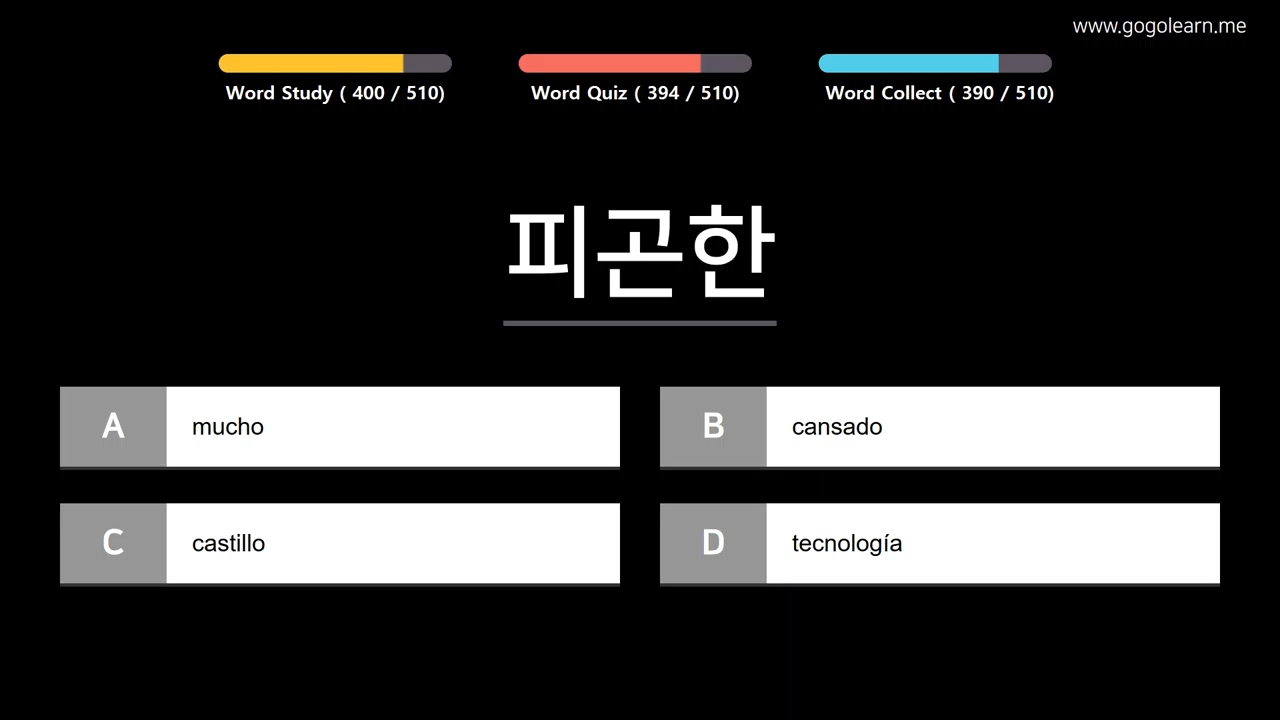 www.gogolearn.me
Word Study ( 400 / 510)
Word Quiz ( 394 / 510)
Word Collect ( 390 / 510)
피곤한
A mucho
B cansado
C castillo
D tecnología